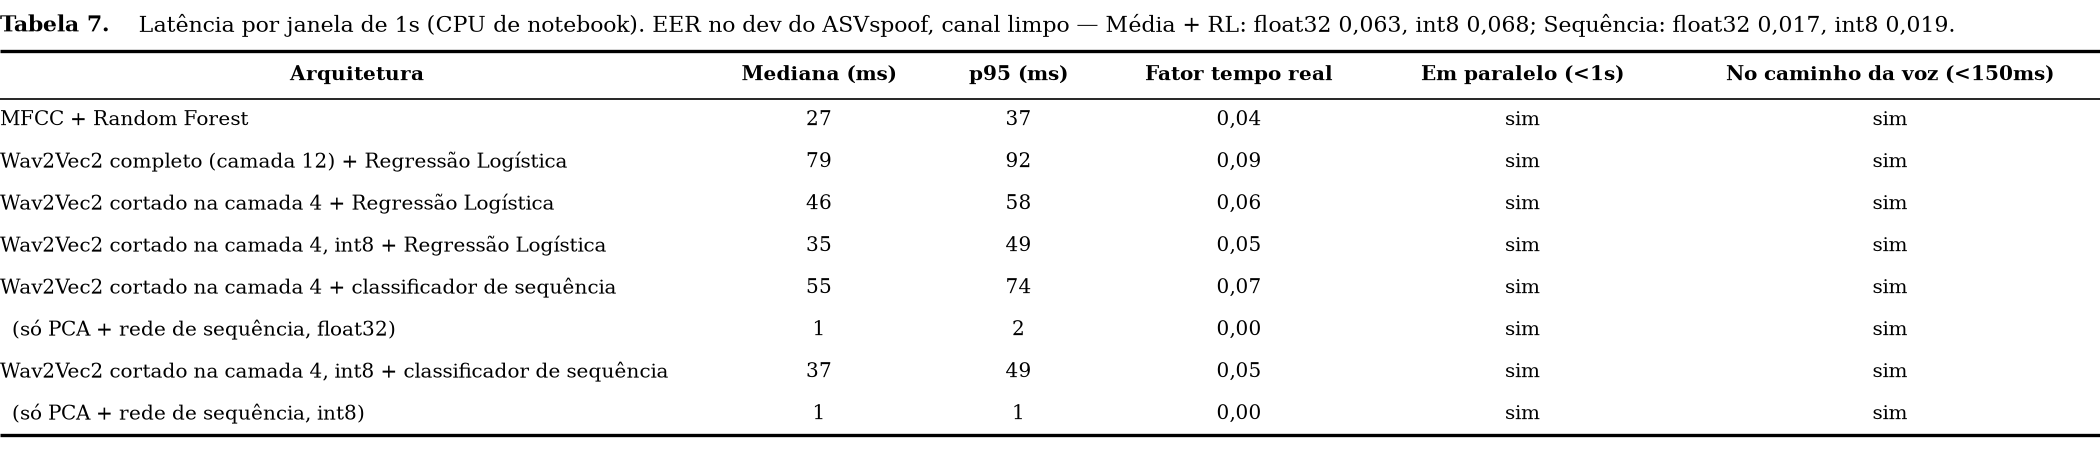 Tabela 7. Latência por janela de 1s (CPU de notebook). EER no dev do ASVspoof, canal limpo — Média + RL: float32 0,063, int8 0,068; Sequência: float32 0,017, int8 0,019.
Arquitetura Mediana (ms) p95 (ms) Fator tempo real Em paralelo (<1s) No caminho da voz (<150ms)
MFCC + Random Forest 27 37 0,04 sim sim
Wav2Vec2 completo (camada 12) + Regressão Logística 79 92 0,09 sim sim
Wav2Vec2 cortado na camada 4 + Regressão Logística 46 58 0,06 sim sim
Wav2Vec2 cortado na camada 4, int8 + Regressão Logística 35 49 0,05 sim sim
Wav2Vec2 cortado na camada 4 + classificador de sequência 55 74 0,07 sim sim
(só PCA + rede de sequência, float32) 1 2 0,00 sim sim
Wav2Vec2 cortado na camada 4, int8 + classificador de sequência 37 49 0,05 sim sim
(só PCA + rede de sequência, int8) 1 1 0,00 sim sim